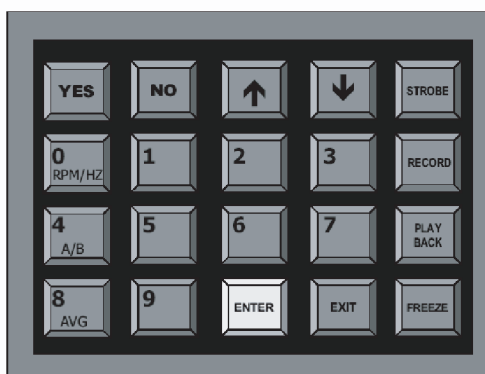 YES NO ↑ ↓ STROBE
0 RPM/HZ 1 2 3 RECORD
4 A/B 5 6 7 PLAY BACK
8 AVG 9 ENTER EXIT FREEZE